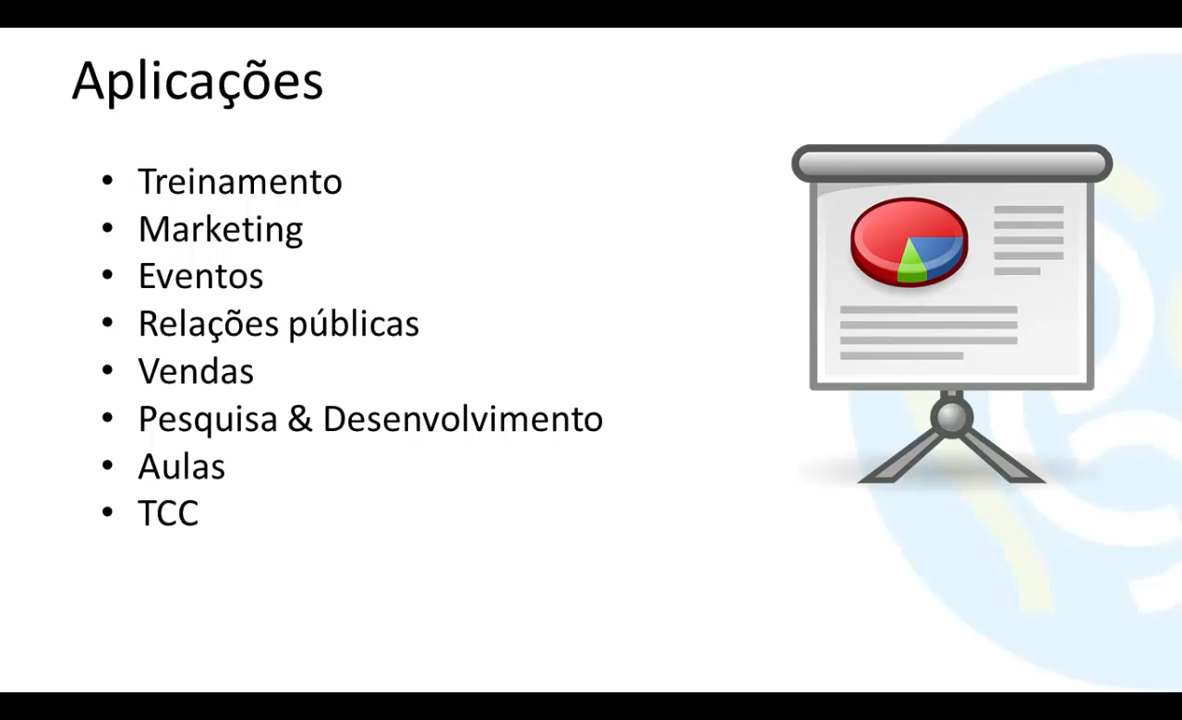 Aplicações
• Treinamento
• Marketing
• Eventos
• Relações públicas
• Vendas
• Pesquisa & Desenvolvimento
• Aulas
• TCC